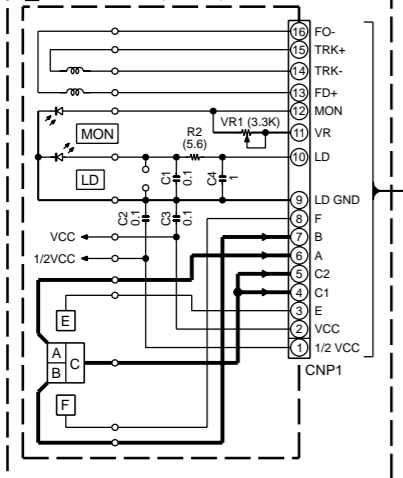 16 FO-
15 TRK+
14 TRK-
13 FD+
12 MON
VR1 (3.3K)
11 VR
MON
R2
(5.6)
10 LD
LD
C1
0.1
C4
1
9 LD GND
C2
0.1
C3
0.1
8 F
VCC
7 B
1/2VCC
6 A
5 C2
4 C1
E
3 E
2 VCC
A
B
C
1 1/2 VCC
CNP1
F